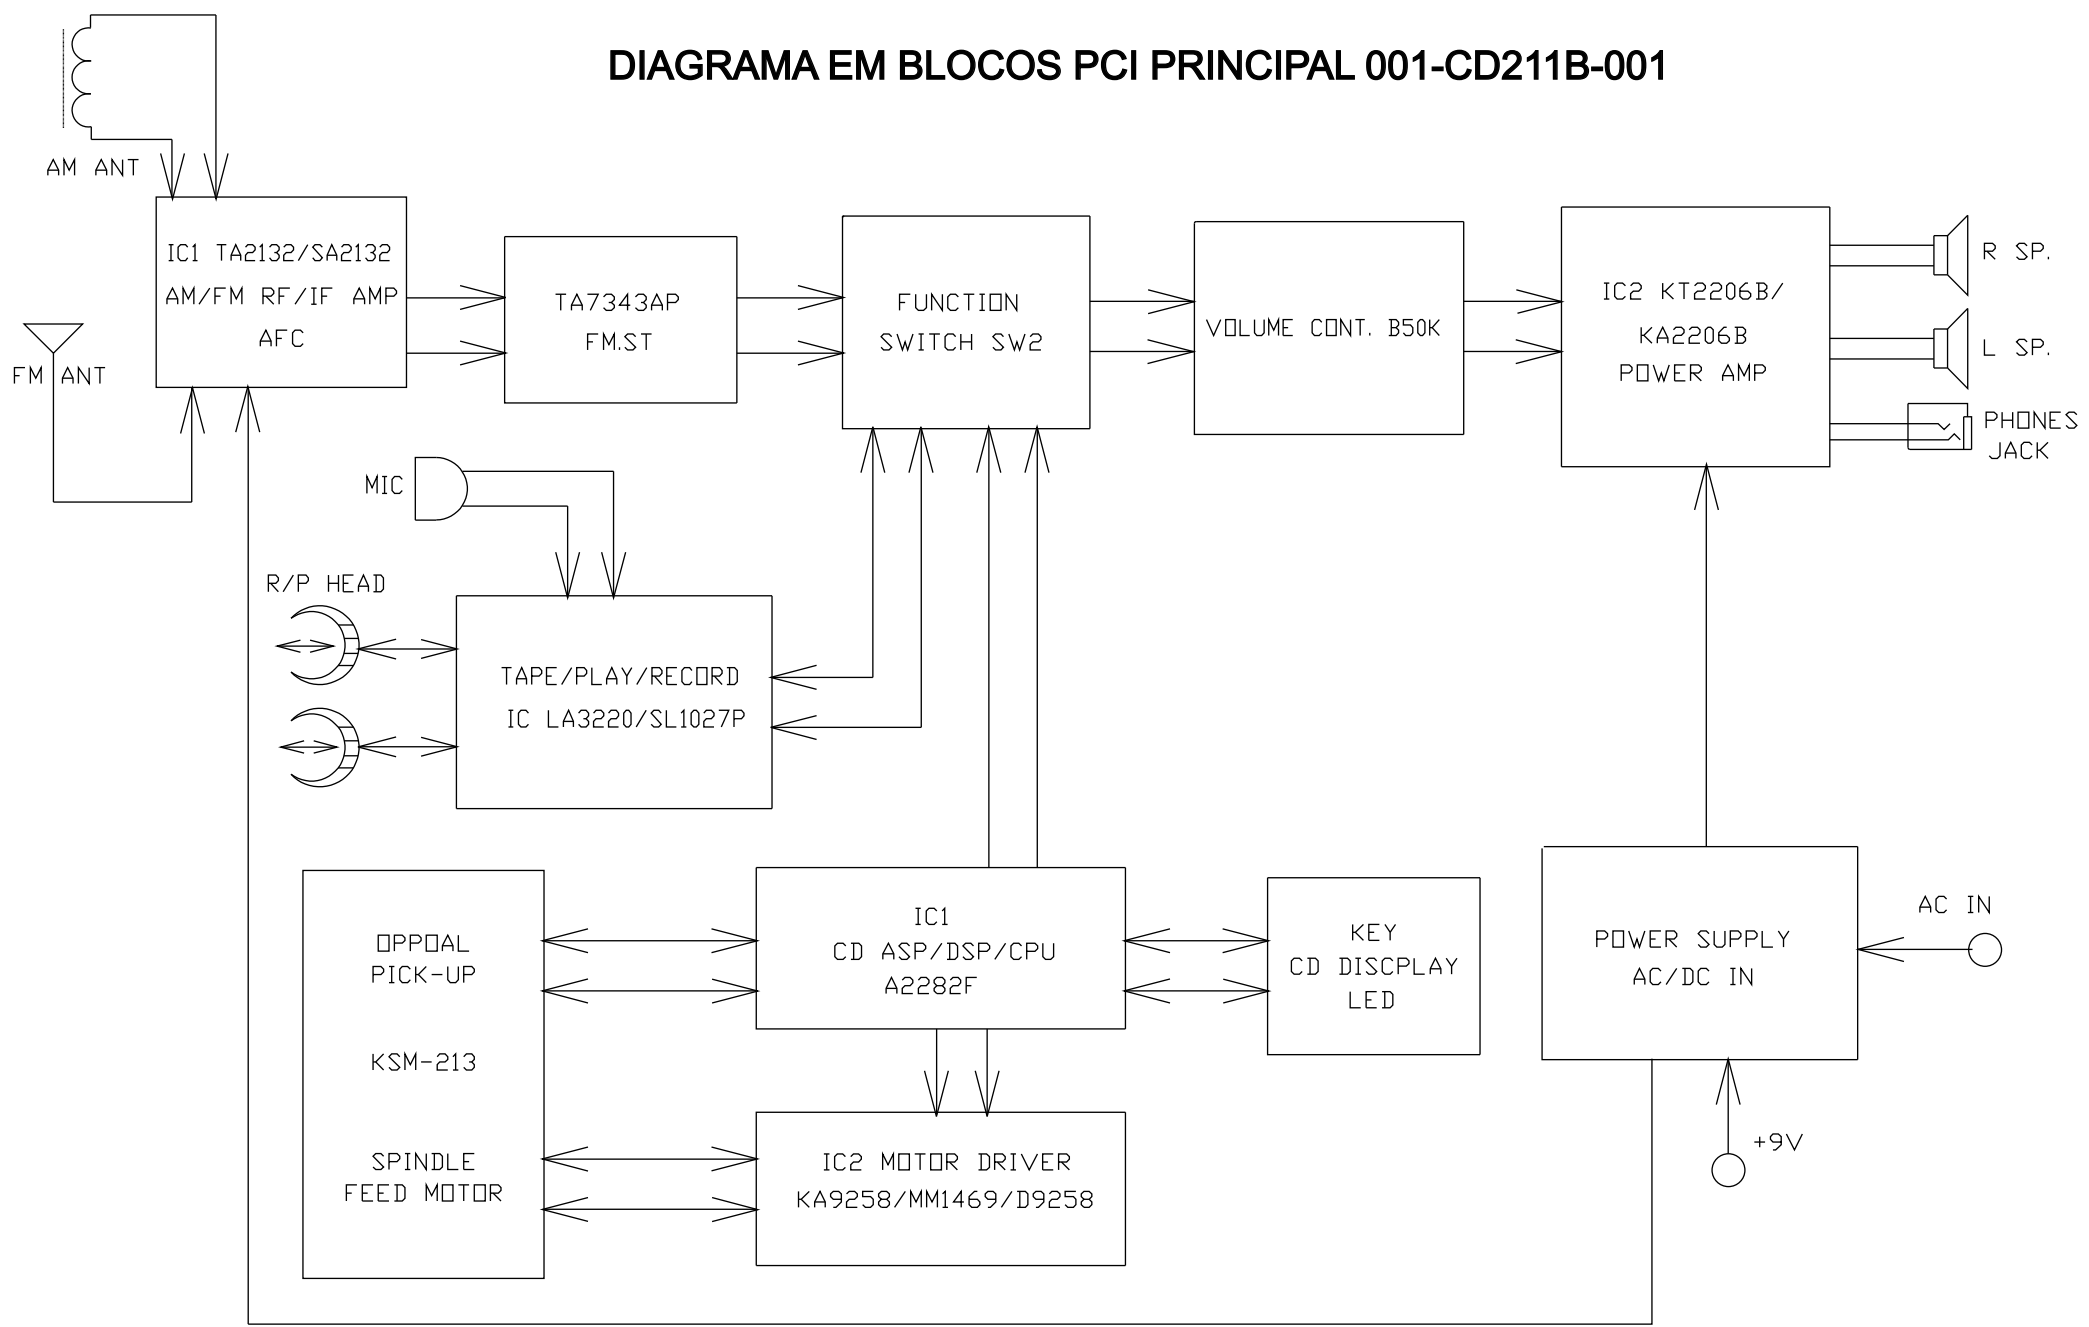 DIAGRAMA EM BLOCOS PCI PRINCIPAL 001-CD211B-001
AM ANT
FM ANT
IC1 TA2132/SA2132
AM/FM RF/IF AMP
AFC
TA7343AP
FM.ST
FUNCTION
SWITCH SW2
VOLUME CONT. B50K
IC2 KT2206B/
KA2206B
POWER AMP
R SP.
L SP.
PHONES
JACK
MIC
R/P HEAD
TAPE/PLAY/RECORD
IC LA3220/SL1027P
OPPOAL
PICK-UP
KSM-213
SPINDLE
FEED MOTOR
IC1
CD ASP/DSP/CPU
A2282F
KEY
CD DISCPLAY
LED
IC2 MOTOR DRIVER
KA9258/MM1469/D9258
POWER SUPPLY
AC/DC IN
AC IN
+9V